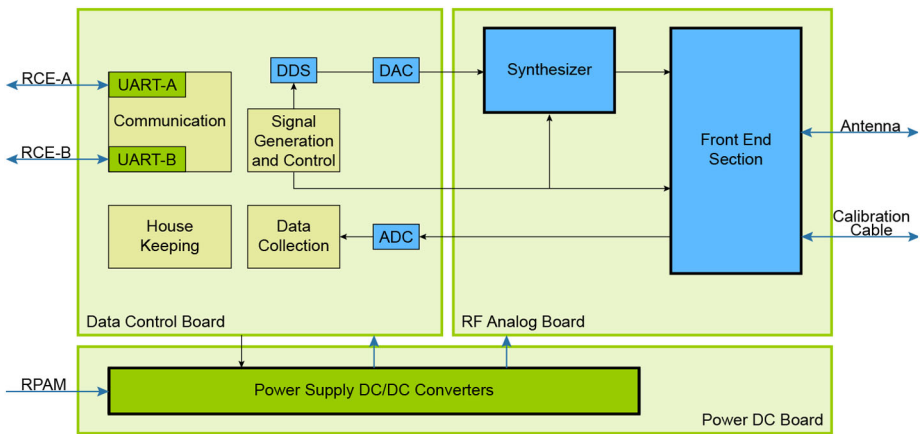 RCE-A
UART-A
Communication
RCE-B
UART-B
DDS
DAC
Signal
Generation
and Control
Synthesizer
Front End
Section
Antenna
House
Keeping
Data
Collection
ADC
Calibration
Cable
Data Control Board
RF Analog Board
RPAM
Power Supply DC/DC Converters
Power DC Board